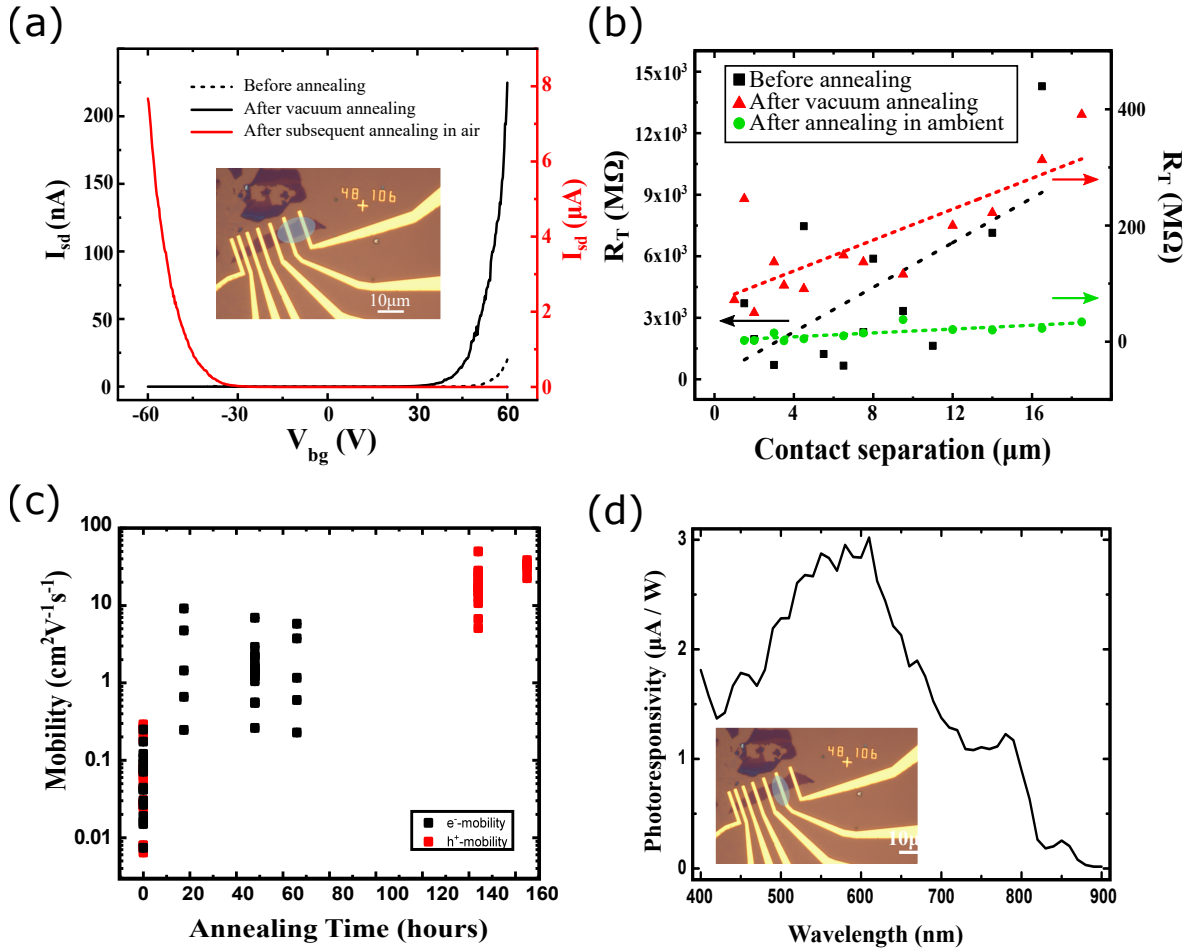 (a)
Before annealing
After vacuum annealing
After subsequent annealing in air
200
150
100
50
0
8
6
4
2
0
-60
-30
0
30
60
I_sd (nA)
I_sd (μA)
V_bg (V)
48 106
10μm
(b)
Before annealing
After vacuum annealing
After annealing in ambient
15x10³
12x10³
9x10³
6x10³
3x10³
0
400
200
0
0
4
8
12
16
R_T (MΩ)
R_T (MΩ)
Contact separation (μm)
(c)
100
10
1
0.1
0.01
0
20
40
60
80
100
120
140
160
e⁻-mobility
h⁺-mobility
Mobility (cm²V⁻¹s⁻¹)
Annealing Time (hours)
(d)
3
2
1
0
400
500
600
700
800
900
Photoresponsivity (μA / W)
Wavelength (nm)
48 106
10μ